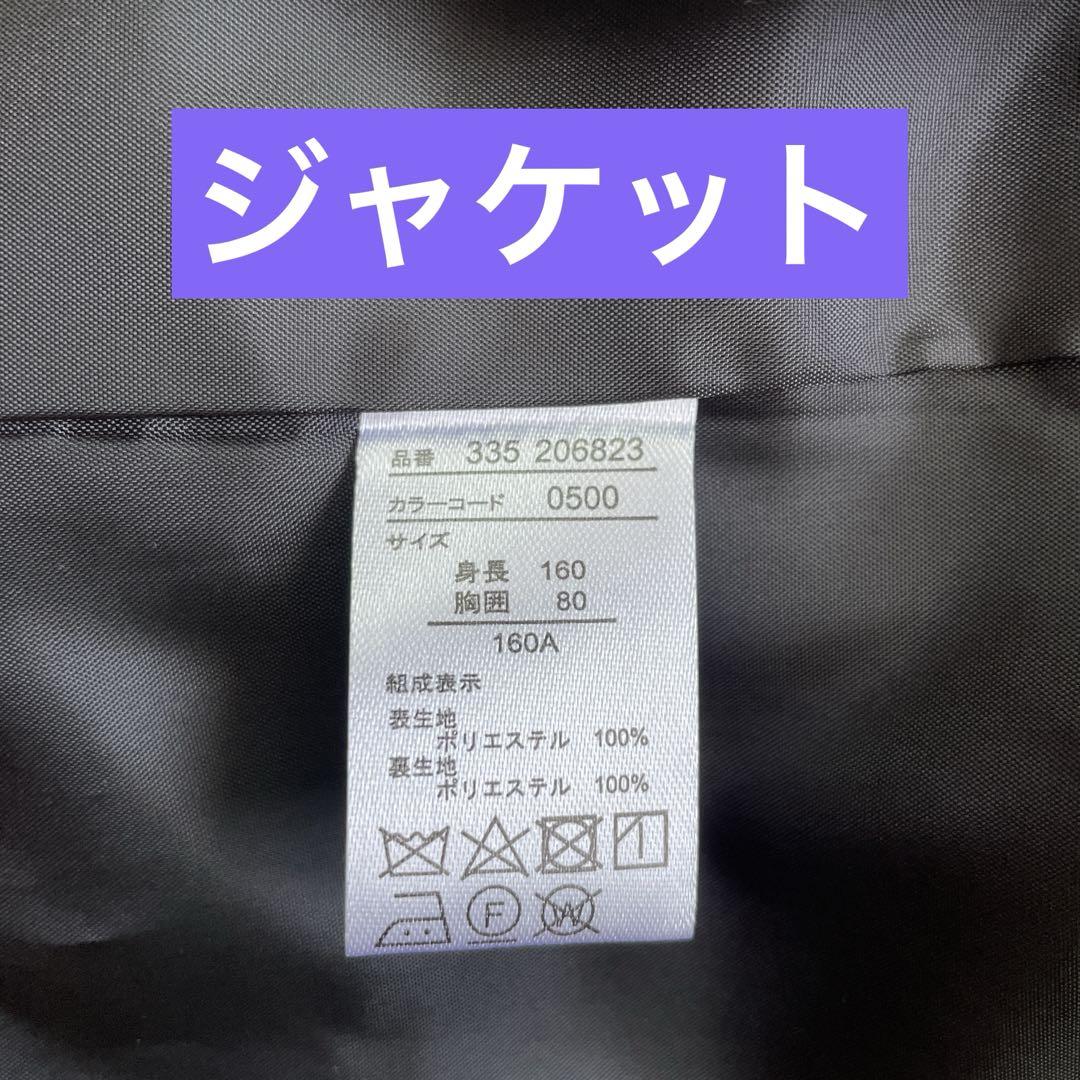 ジャケット
品番 335 206823
カラーコード 0500
サイズ
身長 160
胸囲 80
160A
組成表示
表生地
ポリエステル 100%
裏生地
ポリエステル 100%
F W